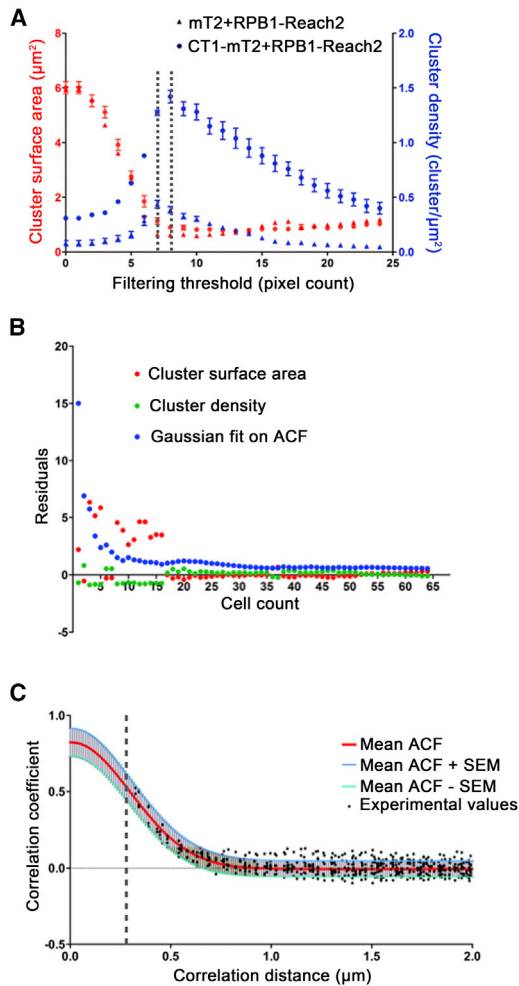 A
mT2+RPB1-Reach2
CT1-mT2+RPB1-Reach2
Cluster surface area (μm²)
8
6
4
2
0
2.0
1.5
1.0
0.5
0.0
Cluster density (cluster/μm²)
0 5 10 15 20 25
Filtering threshold (pixel count)
B
20
15
10
5
0
-5
Residuals
Cluster surface area
Cluster density
Gaussian fit on ACF
5 10 15 20 25 30 35 40 45 50 55 60 65
Cell count
C
1.0
0.5
0.0
-0.5
Correlation coefficient
Mean ACF
Mean ACF + SEM
Mean ACF - SEM
Experimental values
0.0 0.5 1.0 1.5 2.0
Correlation distance (μm)